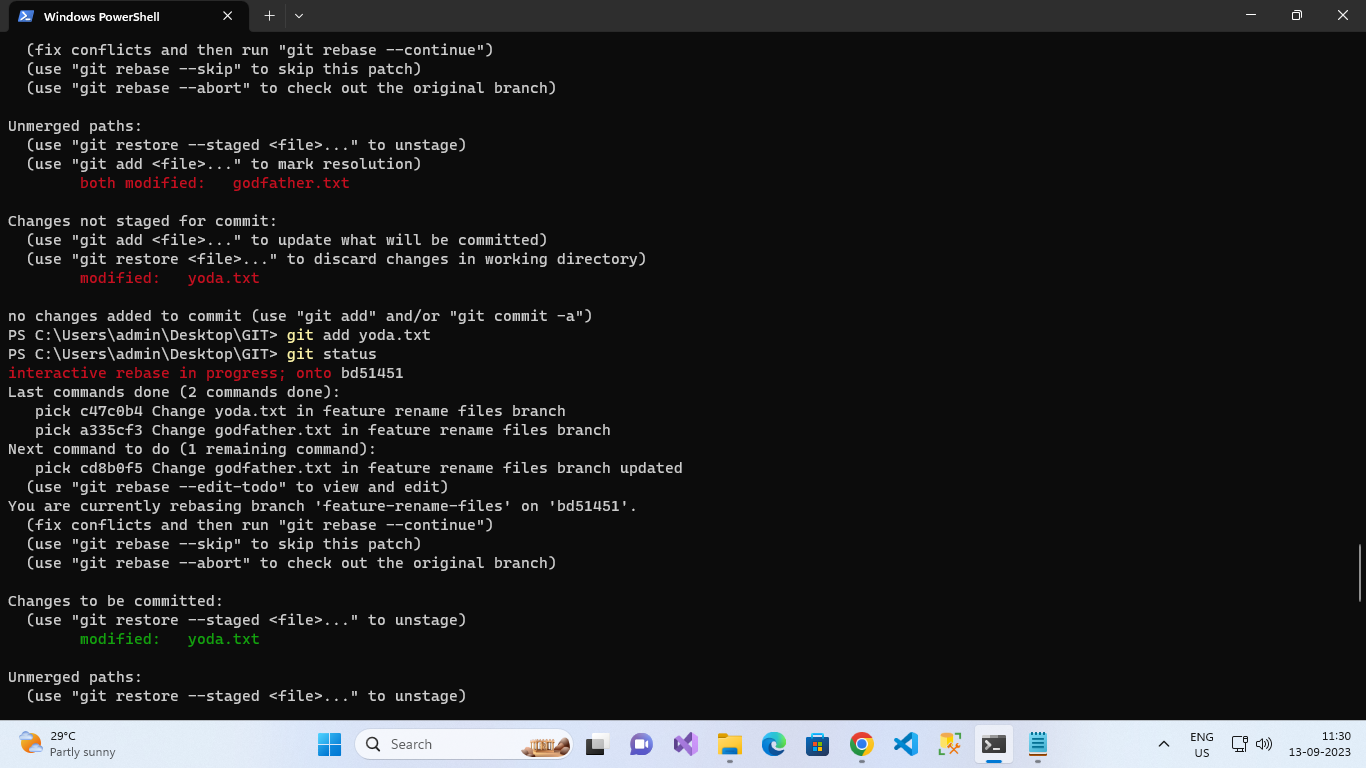 Windows PowerShell
(fix conflicts and then run "git rebase --continue")
(use "git rebase --skip" to skip this patch)
(use "git rebase --abort" to check out the original branch)
Unmerged paths:
(use "git restore --staged <file>..." to unstage)
(use "git add <file>..." to mark resolution)
both modified:   godfather.txt
Changes not staged for commit:
(use "git add <file>..." to update what will be committed)
(use "git restore <file>..." to discard changes in working directory)
modified:   yoda.txt
no changes added to commit (use "git add" and/or "git commit -a")
PS C:\Users\admin\Desktop\GIT> git add yoda.txt
PS C:\Users\admin\Desktop\GIT> git status
interactive rebase in progress; onto bd51451
Last commands done (2 commands done):
pick c47c0b4 Change yoda.txt in feature rename files branch
pick a335cf3 Change godfather.txt in feature rename files branch
Next command to do (1 remaining command):
pick cd8b0f5 Change godfather.txt in feature rename files branch updated
(use "git rebase --edit-todo" to view and edit)
You are currently rebasing branch 'feature-rename-files' on 'bd51451'.
(fix conflicts and then run "git rebase --continue")
(use "git rebase --skip" to skip this patch)
(use "git rebase --abort" to check out the original branch)
Changes to be committed:
(use "git restore --staged <file>..." to unstage)
modified:   yoda.txt
Unmerged paths:
(use "git restore --staged <file>..." to unstage)
29°C
Partly sunny
Search
ENG
US
11:30
13-09-2023